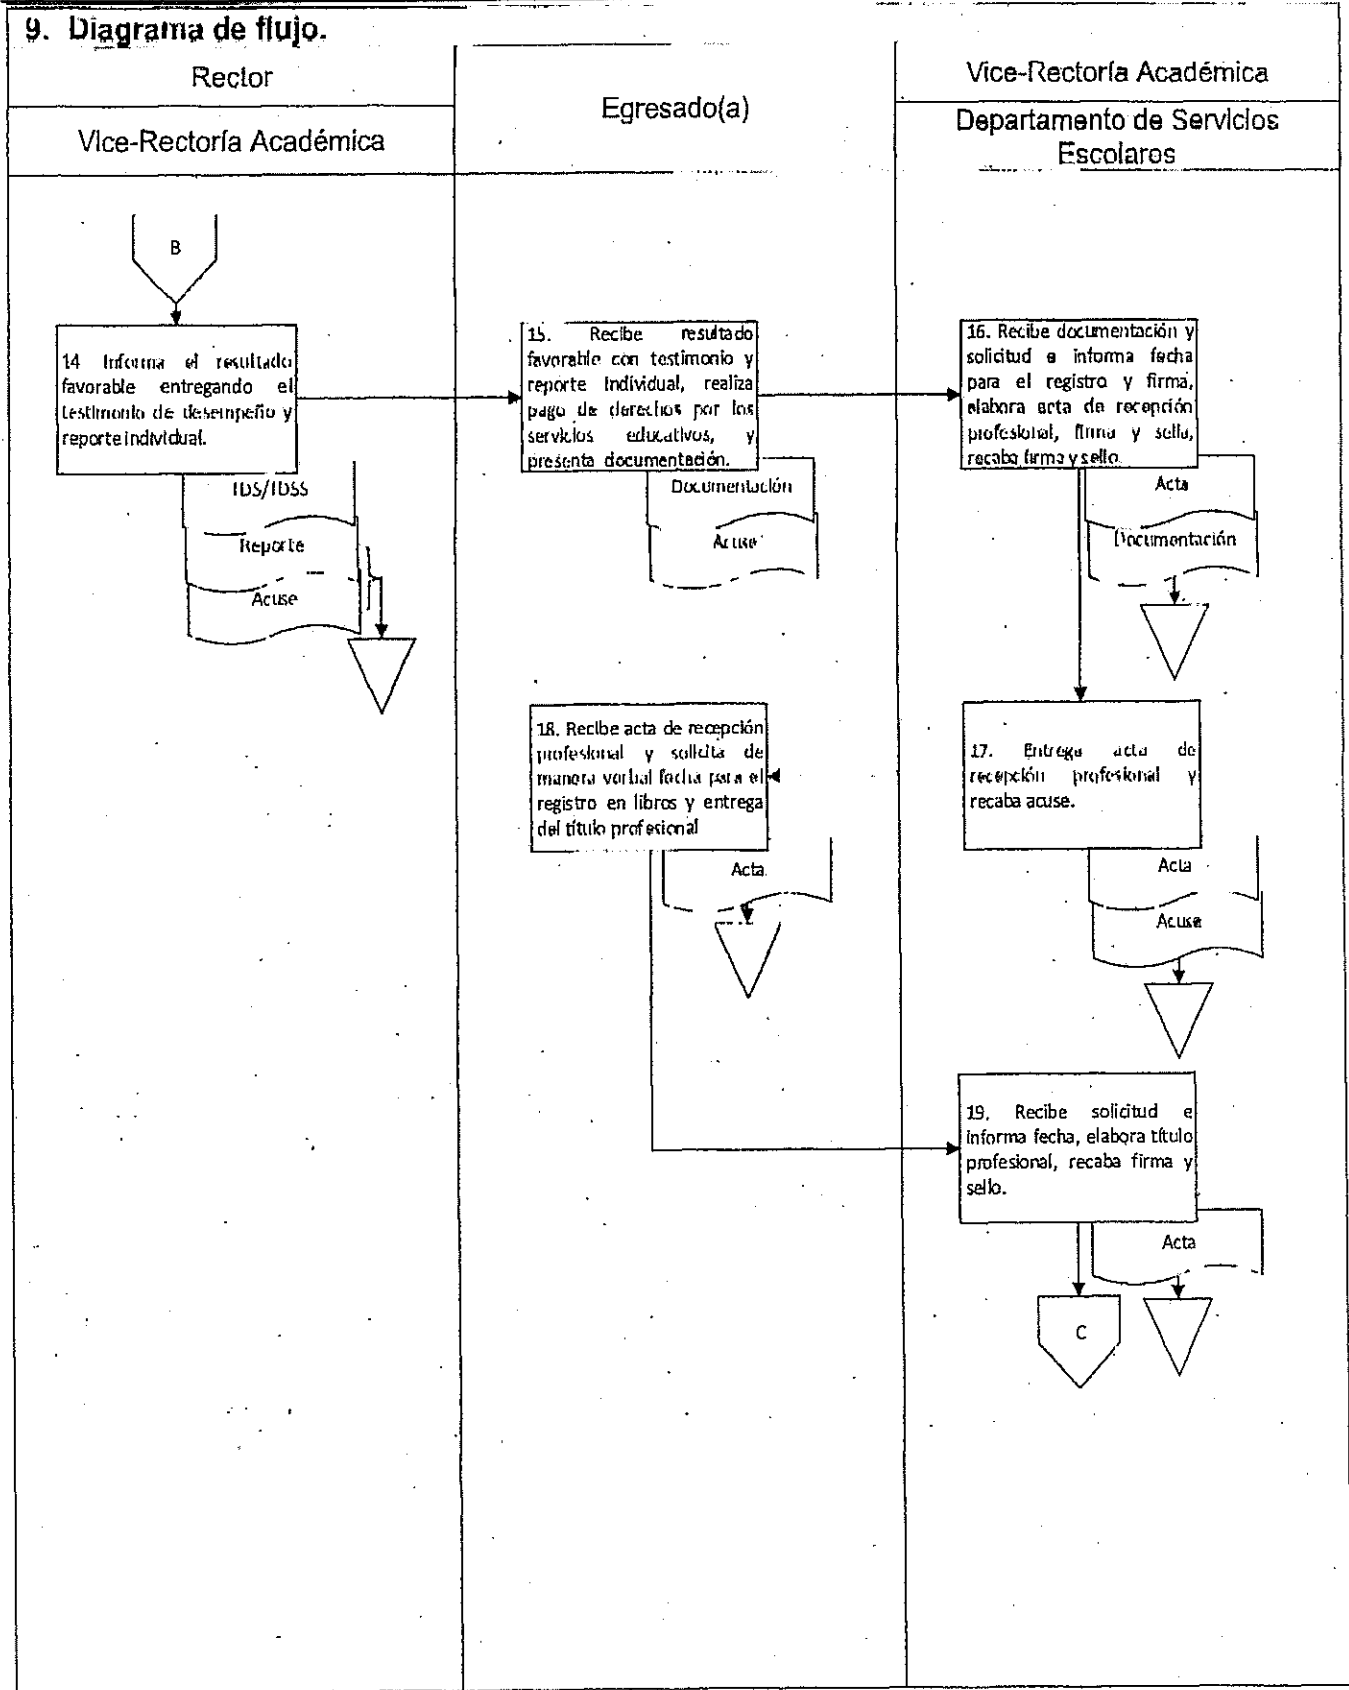 9. Diagrama de flujo.
Rector
Vice-Rectoría Académica
Egresado(a)
Vice-Rectoría Académica
Departamento de Servicios
Escolares
B
14 Informa el resultado
favorable entregando el
testimonio de desempeño y
reporte individual.
TDS/TDSS
Reporte
Acuse
15. Recibe resultado
favorable con testimonio y
reporte individual, realiza
pago de derechos por los
servicios educativos, y
presenta documentación.
Documentación
Acuse
16. Recibe documentación y
solicitud e informa fecha
para el registro y firma,
elabora acta de recepción
profesional, firma y sella,
recaba firma y sello.
Acta
Documentación
17. Entrega acta de
recepción profesional y
recaba acuse.
Acta
Acuse
18. Recibe acta de recepción
profesional y solicita de
manera verbal fecha para el
registro en libros y entrega
del título profesional
Acta
19. Recibe solicitud e
informa fecha, elabora título
profesional, recaba firma y
sello.
Acta
C